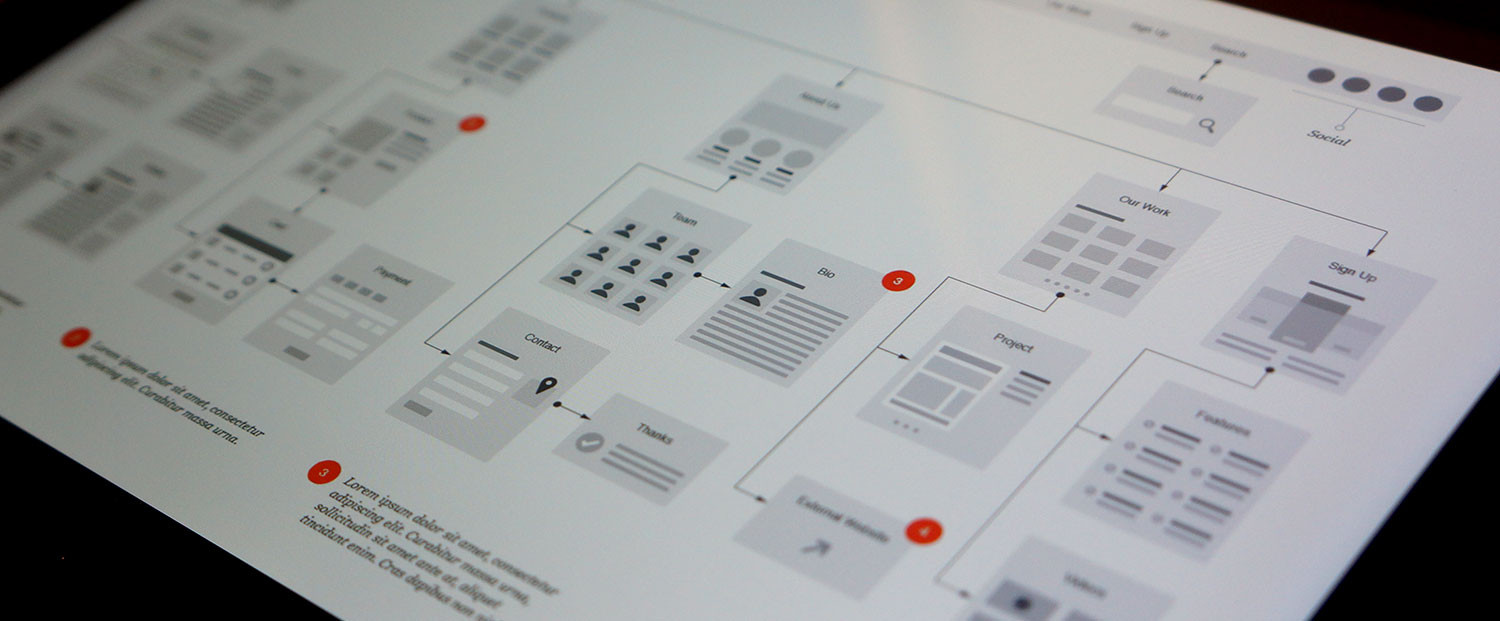 Our Work
Sign Up
Search
Search
Social
About Us
Our Work
Team
Sign Up
Bio
3
Contact
Project
Payment
Thanks
Features
External Website
4
Videos
Lorem ipsum dolor sit amet, consectetur
adipiscing elit. Curabitur massa urna.
3
Lorem ipsum dolor sit amet, consectetur
adipiscing elit. Curabitur massa urna,
sollicitudin sit amet ante at, aliquet
tincidunt enim. Cras dapibus non